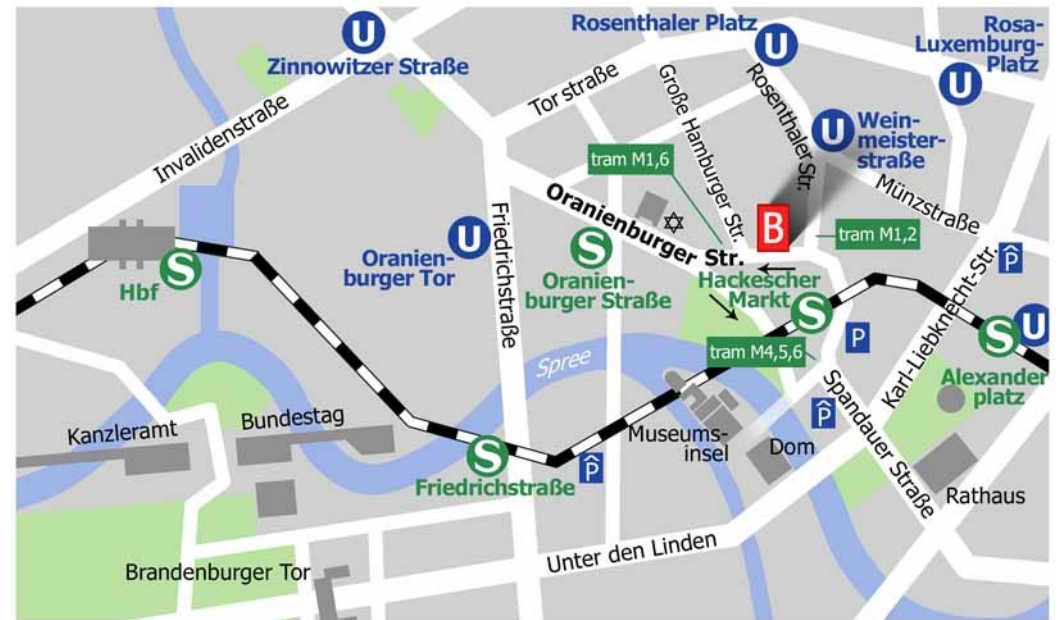 U
Zinnowitzer Straße
Rosenthaler Platz
U
Rosa-
Luxemburg-
Platz
U
Invalidenstraße
Tor straße
Große Hamburger Str.
Rosenthaler Str.
U
Wein-
meister-
straße
tram M1,6
Oranienburger Str.
Münzstraße
B
tram M1,2
Friedrichstraße
U
Oranien-
burger Tor
S
Oranien-
burger Straße
Hackescher
Markt
S
Hbf
S
P
P
Karl-Liebknecht-Str.
S
U
Alexander
platz
tram M4,5,6
Spree
Kanzleramt
Bundestag
Museums-
insel
Dom
P
Spandauer Straße
S
Friedrichstraße
P
Rathaus
Unter den Linden
Brandenburger Tor